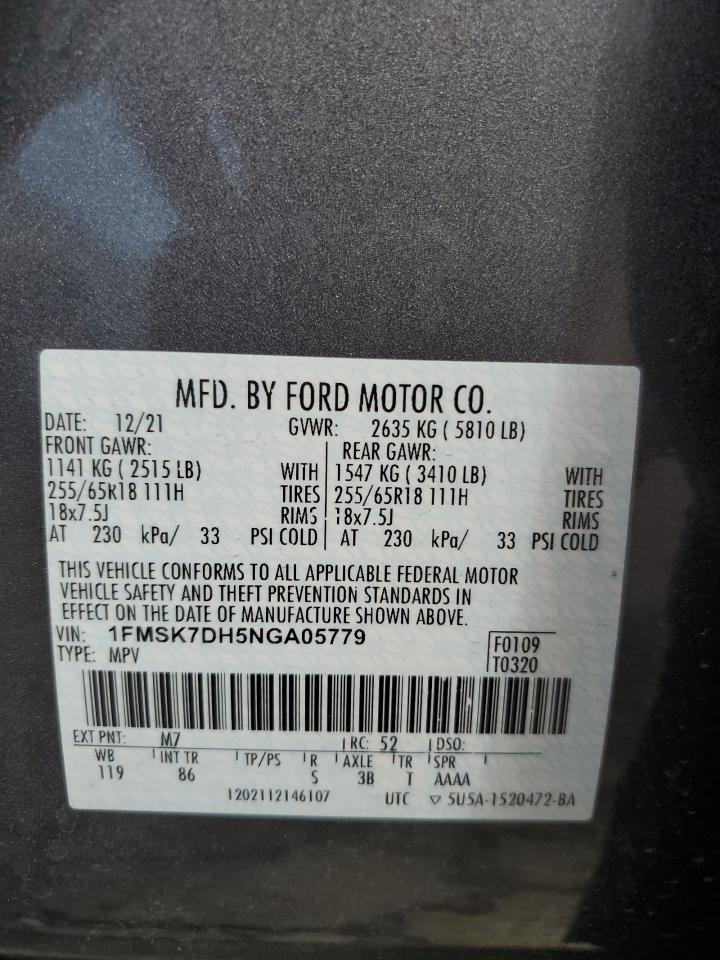 MFD. BY FORD MOTOR CO.
DATE: 12/21 GVWR: 2635 KG ( 5810 LB)
FRONT GAWR: REAR GAWR:
1141 KG ( 2515 LB) WITH 1547 KG ( 3410 LB) WITH
255/65R18 111H TIRES 255/65R18 111H TIRES
18x7.5J RIMS 18x7.5J RIMS
AT 230 kPa/ 33 PSI COLD AT 230 kPa/ 33 PSI COLD
THIS VEHICLE CONFORMS TO ALL APPLICABLE FEDERAL MOTOR
VEHICLE SAFETY AND THEFT PREVENTION STANDARDS IN
EFFECT ON THE DATE OF MANUFACTURE SHOWN ABOVE.
VIN: 1FMSK7DH5NGA05779 F0109
TYPE: MPV T0320
EXT PNT: M7 RC: 52 DSO:
WB INT TR TP/PS R AXLE TR SPR
119 86 S 3B T AAAA
1202112146107 UTC ▽ 5U5A-1520472-BA